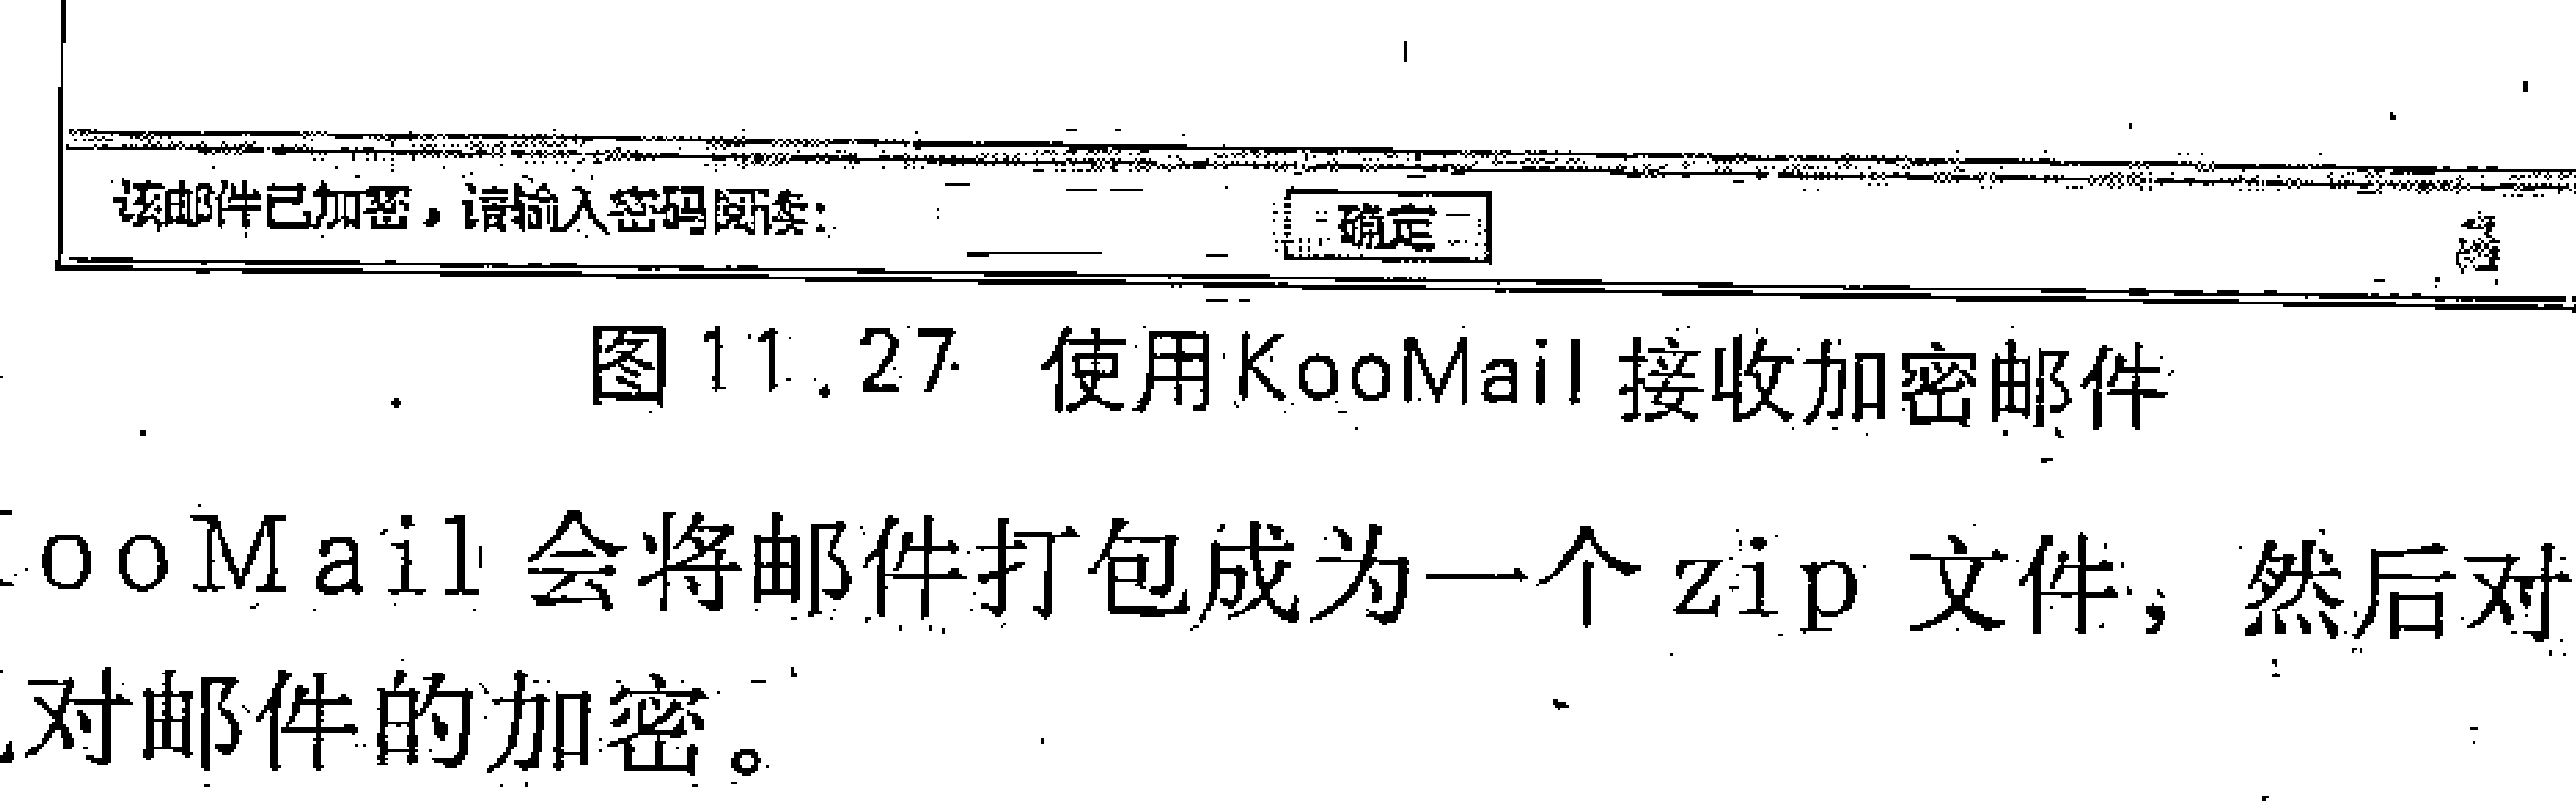 该邮件已加密，请输入密码阅读： 确定
图 11.27 使用KooMail 接收加密邮件
ooMail 会将邮件打包成为一个 zip 文件，然后对
对邮件的加密。